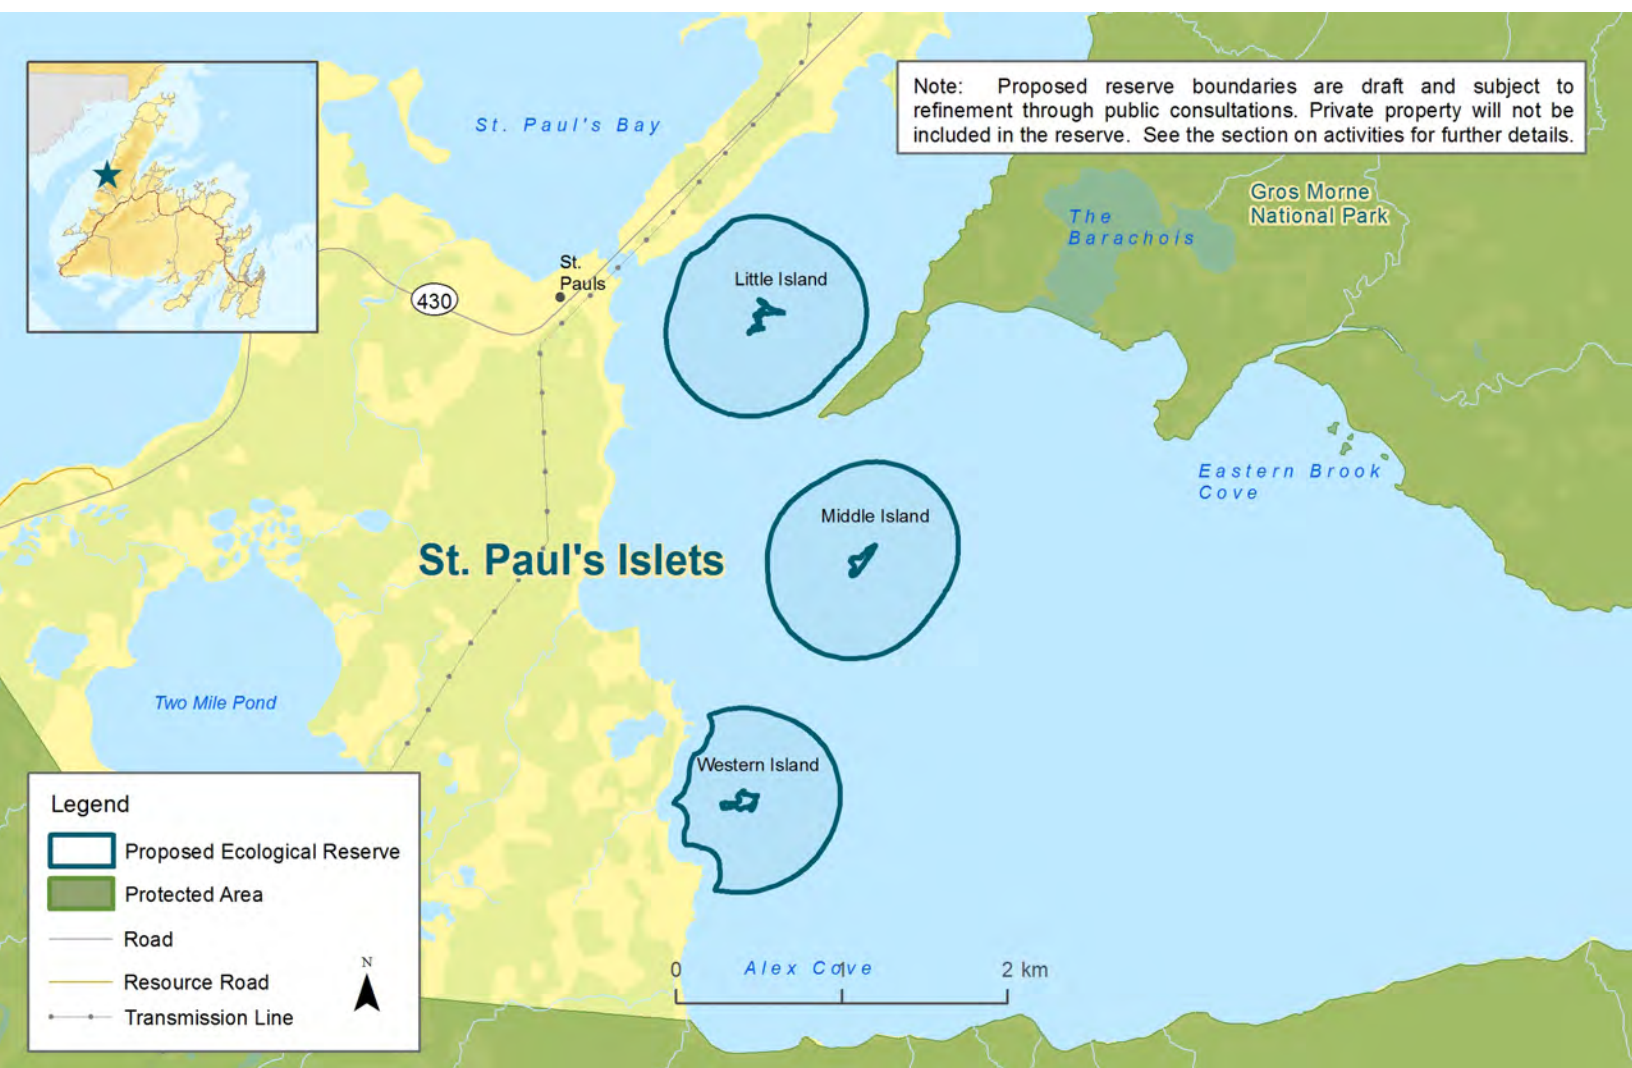 St. Paul's Bay
Note: Proposed reserve boundaries are draft and subject to
refinement through public consultations. Private property will not be
included in the reserve. See the section on activities for further details.
Gros Morne
National Park
The
Barachois
St.
Pauls
430
Little Island
Eastern Brook
Cove
Middle Island
St. Paul's Islets
Two Mile Pond
Western Island
Legend
Proposed Ecological Reserve
Protected Area
Road
Resource Road
Transmission Line
N
Alex Cove
0 1 2 km